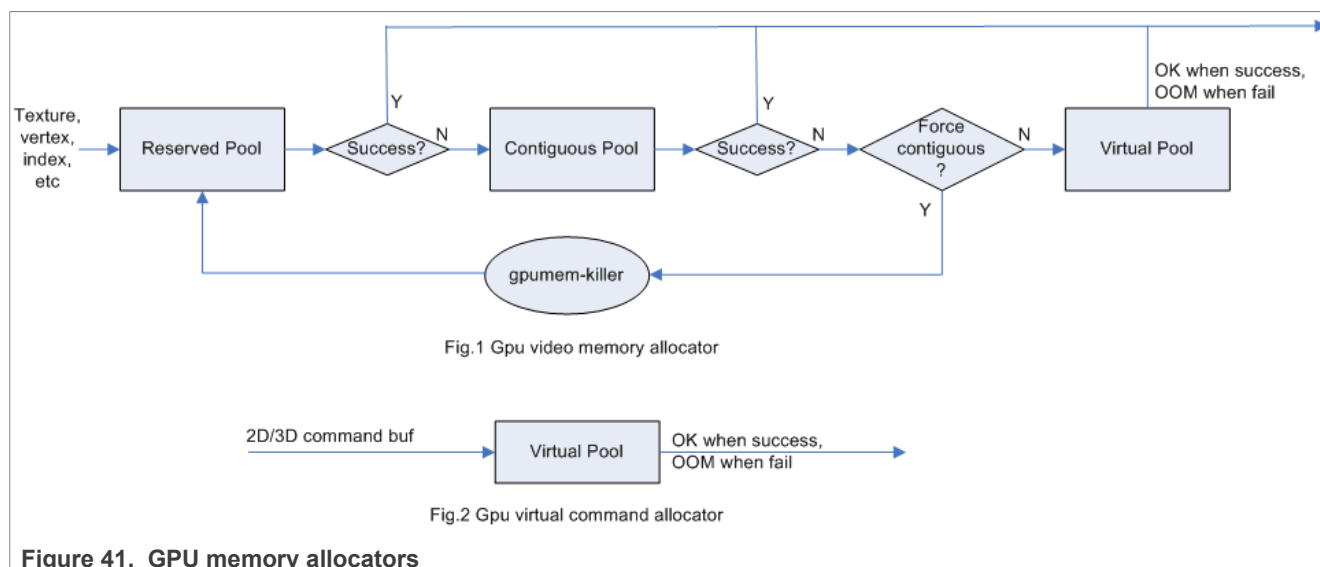 OK when success,
OOM when fail
Texture,
vertex,
index,
etc
Reserved Pool
Y
Success?
N
Contiguous Pool
Y
Success?
N
Force
contiguous
?
N
Virtual Pool
Y
gpumem-killer
Fig.1 Gpu video memory allocator
2D/3D command buf
Virtual Pool
OK when success,
OOM when fail
Fig.2 Gpu virtual command allocator
Figure 41. GPU memory allocators